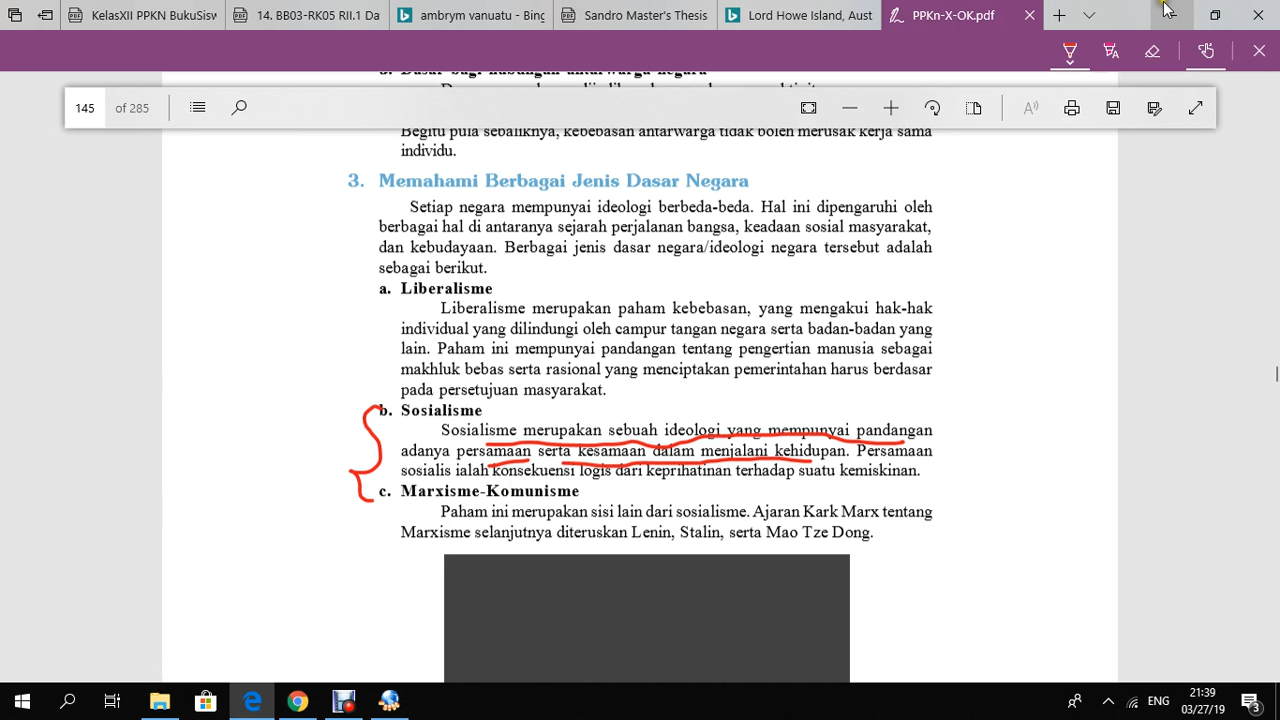 KelasXII PPKN BukuSisw
14. BB03-RK05 RII.1 Da
ambrym vanuatu - Bing
Sandro Master's Thesis
Lord Howe Island, Aust
PPKn-X-OK.pdf
Dasar bagi hubungan antarwarga negara
145 of 285
Begitu pula sebaliknya, kebebasan antarwarga tidak boleh merusak kerja sama
individu.
3. Memahami Berbagai Jenis Dasar Negara
Setiap negara mempunyai ideologi berbeda-beda. Hal ini dipengaruhi oleh
berbagai hal di antaranya sejarah perjalanan bangsa, keadaan sosial masyarakat,
dan kebudayaan. Berbagai jenis dasar negara/ideologi negara tersebut adalah
sebagai berikut.
a. Liberalisme
Liberalisme merupakan paham kebebasan, yang mengakui hak-hak
individual yang dilindungi oleh campur tangan negara serta badan-badan yang
lain. Paham ini mempunyai pandangan tentang pengertian manusia sebagai
makhluk bebas serta rasional yang menciptakan pemerintahan harus berdasar
pada persetujuan masyarakat.
b. Sosialisme
Sosialisme merupakan sebuah ideologi yang mempunyai pandangan
adanya persamaan serta kesamaan dalam menjalani kehidupan. Persamaan
sosialis ialah konsekuensi logis dari keprihatinan terhadap suatu kemiskinan.
c. Marxisme-Komunisme
Paham ini merupakan sisi lain dari sosialisme. Ajaran Kark Marx tentang
Marxisme selanjutnya diteruskan Lenin, Stalin, serta Mao Tze Dong.
ENG
21:39
03/27/19
3